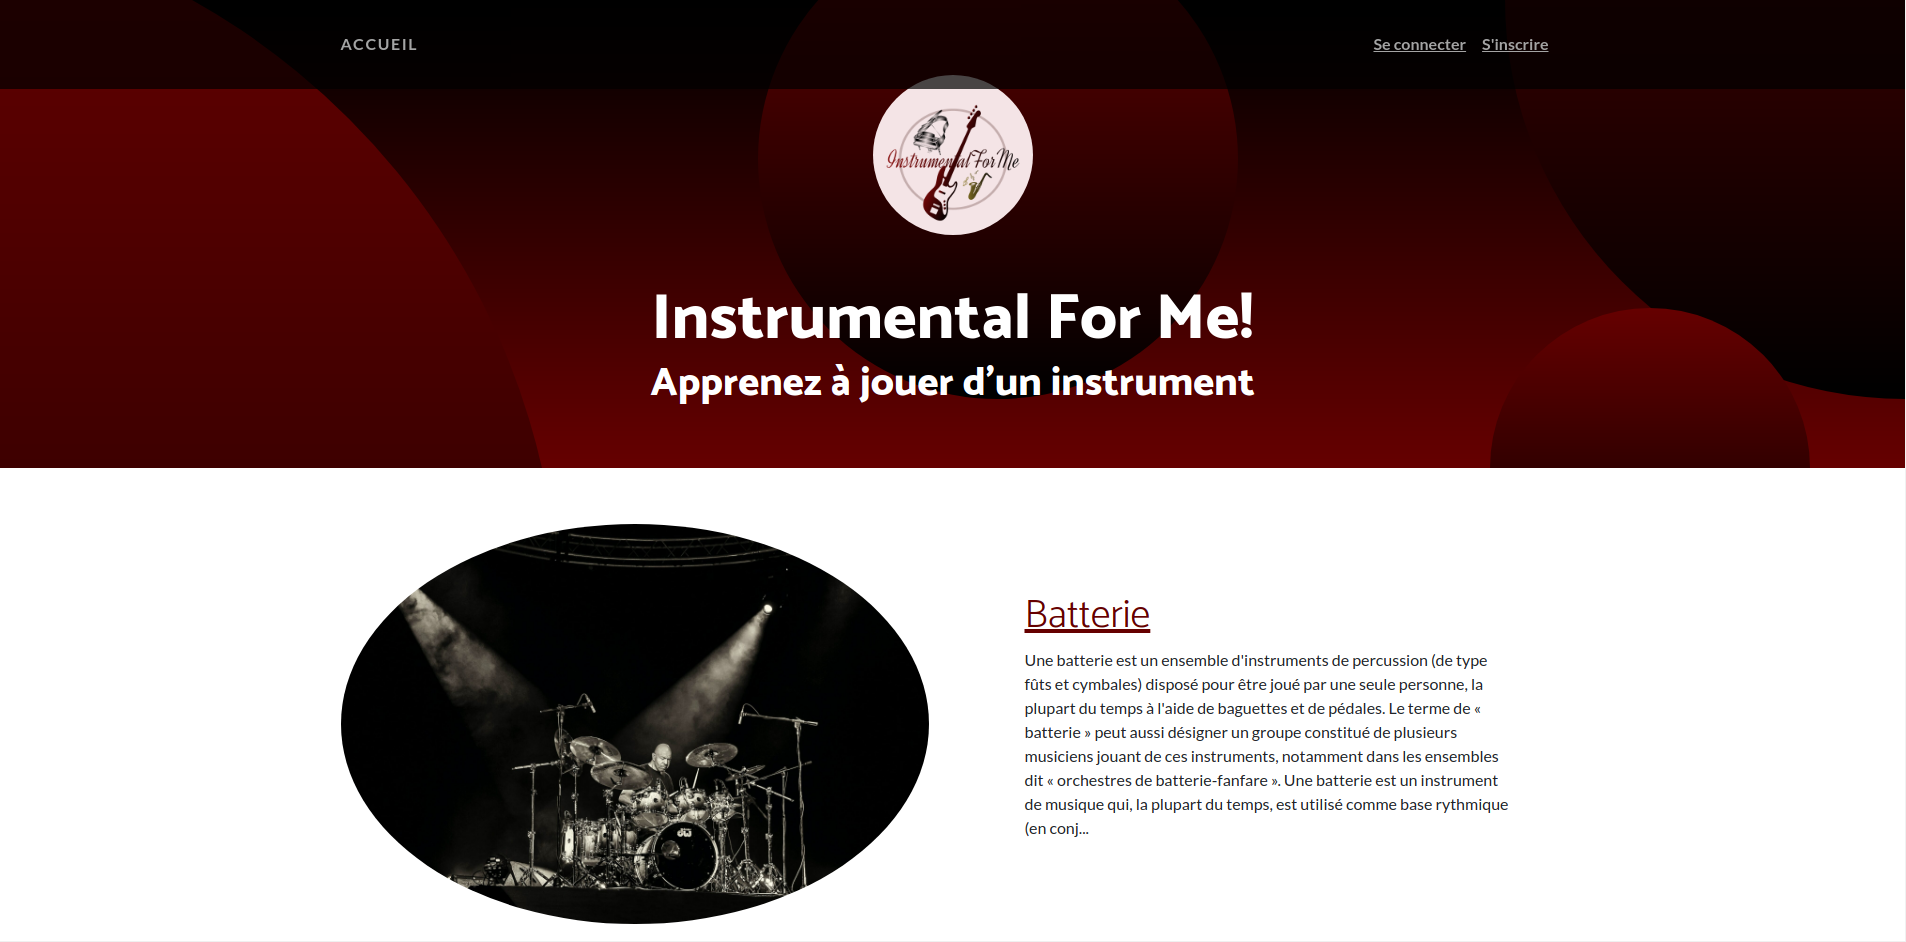 ACCUEIL
Se connecter S'inscrire
Instrumental For Me
Instrumental For Me!
Apprenez à jouer d'un instrument
Batterie
Une batterie est un ensemble d'instruments de percussion (de type
fûts et cymbales) disposé pour être joué par une seule personne, la
plupart du temps à l'aide de baguettes et de pédales. Le terme de «
batterie » peut aussi désigner un groupe constitué de plusieurs
musiciens jouant de ces instruments, notamment dans les ensembles
dit « orchestres de batterie-fanfare ». Une batterie est un instrument
de musique qui, la plupart du temps, est utilisé comme base rythmique
(en conj...
dw